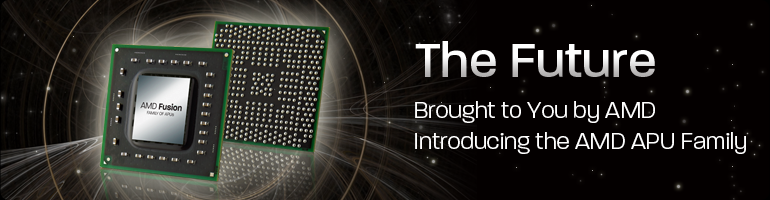 AMD Fusion
FAMILY OF APUs
The Future
Brought to You by AMD
Introducing the AMD APU Family